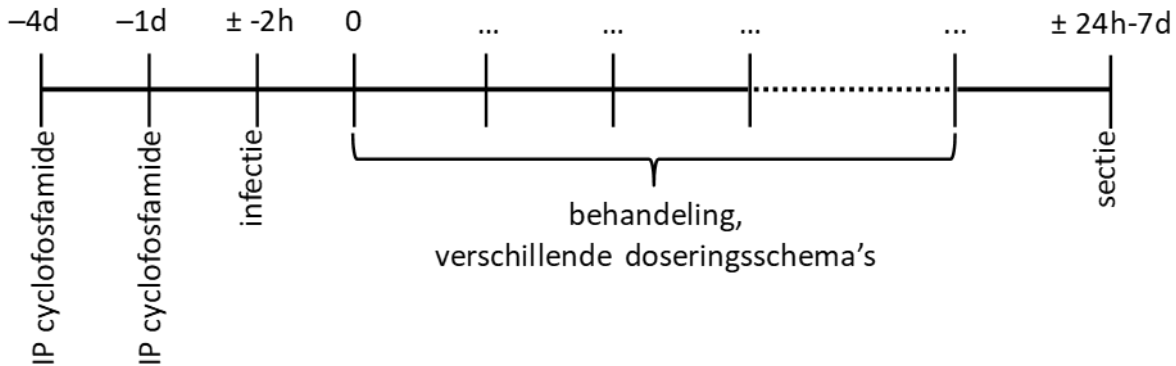 –4d –1d ± -2h 0 ... ... ... ... ± 24h-7d
IP cyclofosfamide
IP cyclofosfamide
infectie
sectie
behandeling,
verschillende doseringsschema's